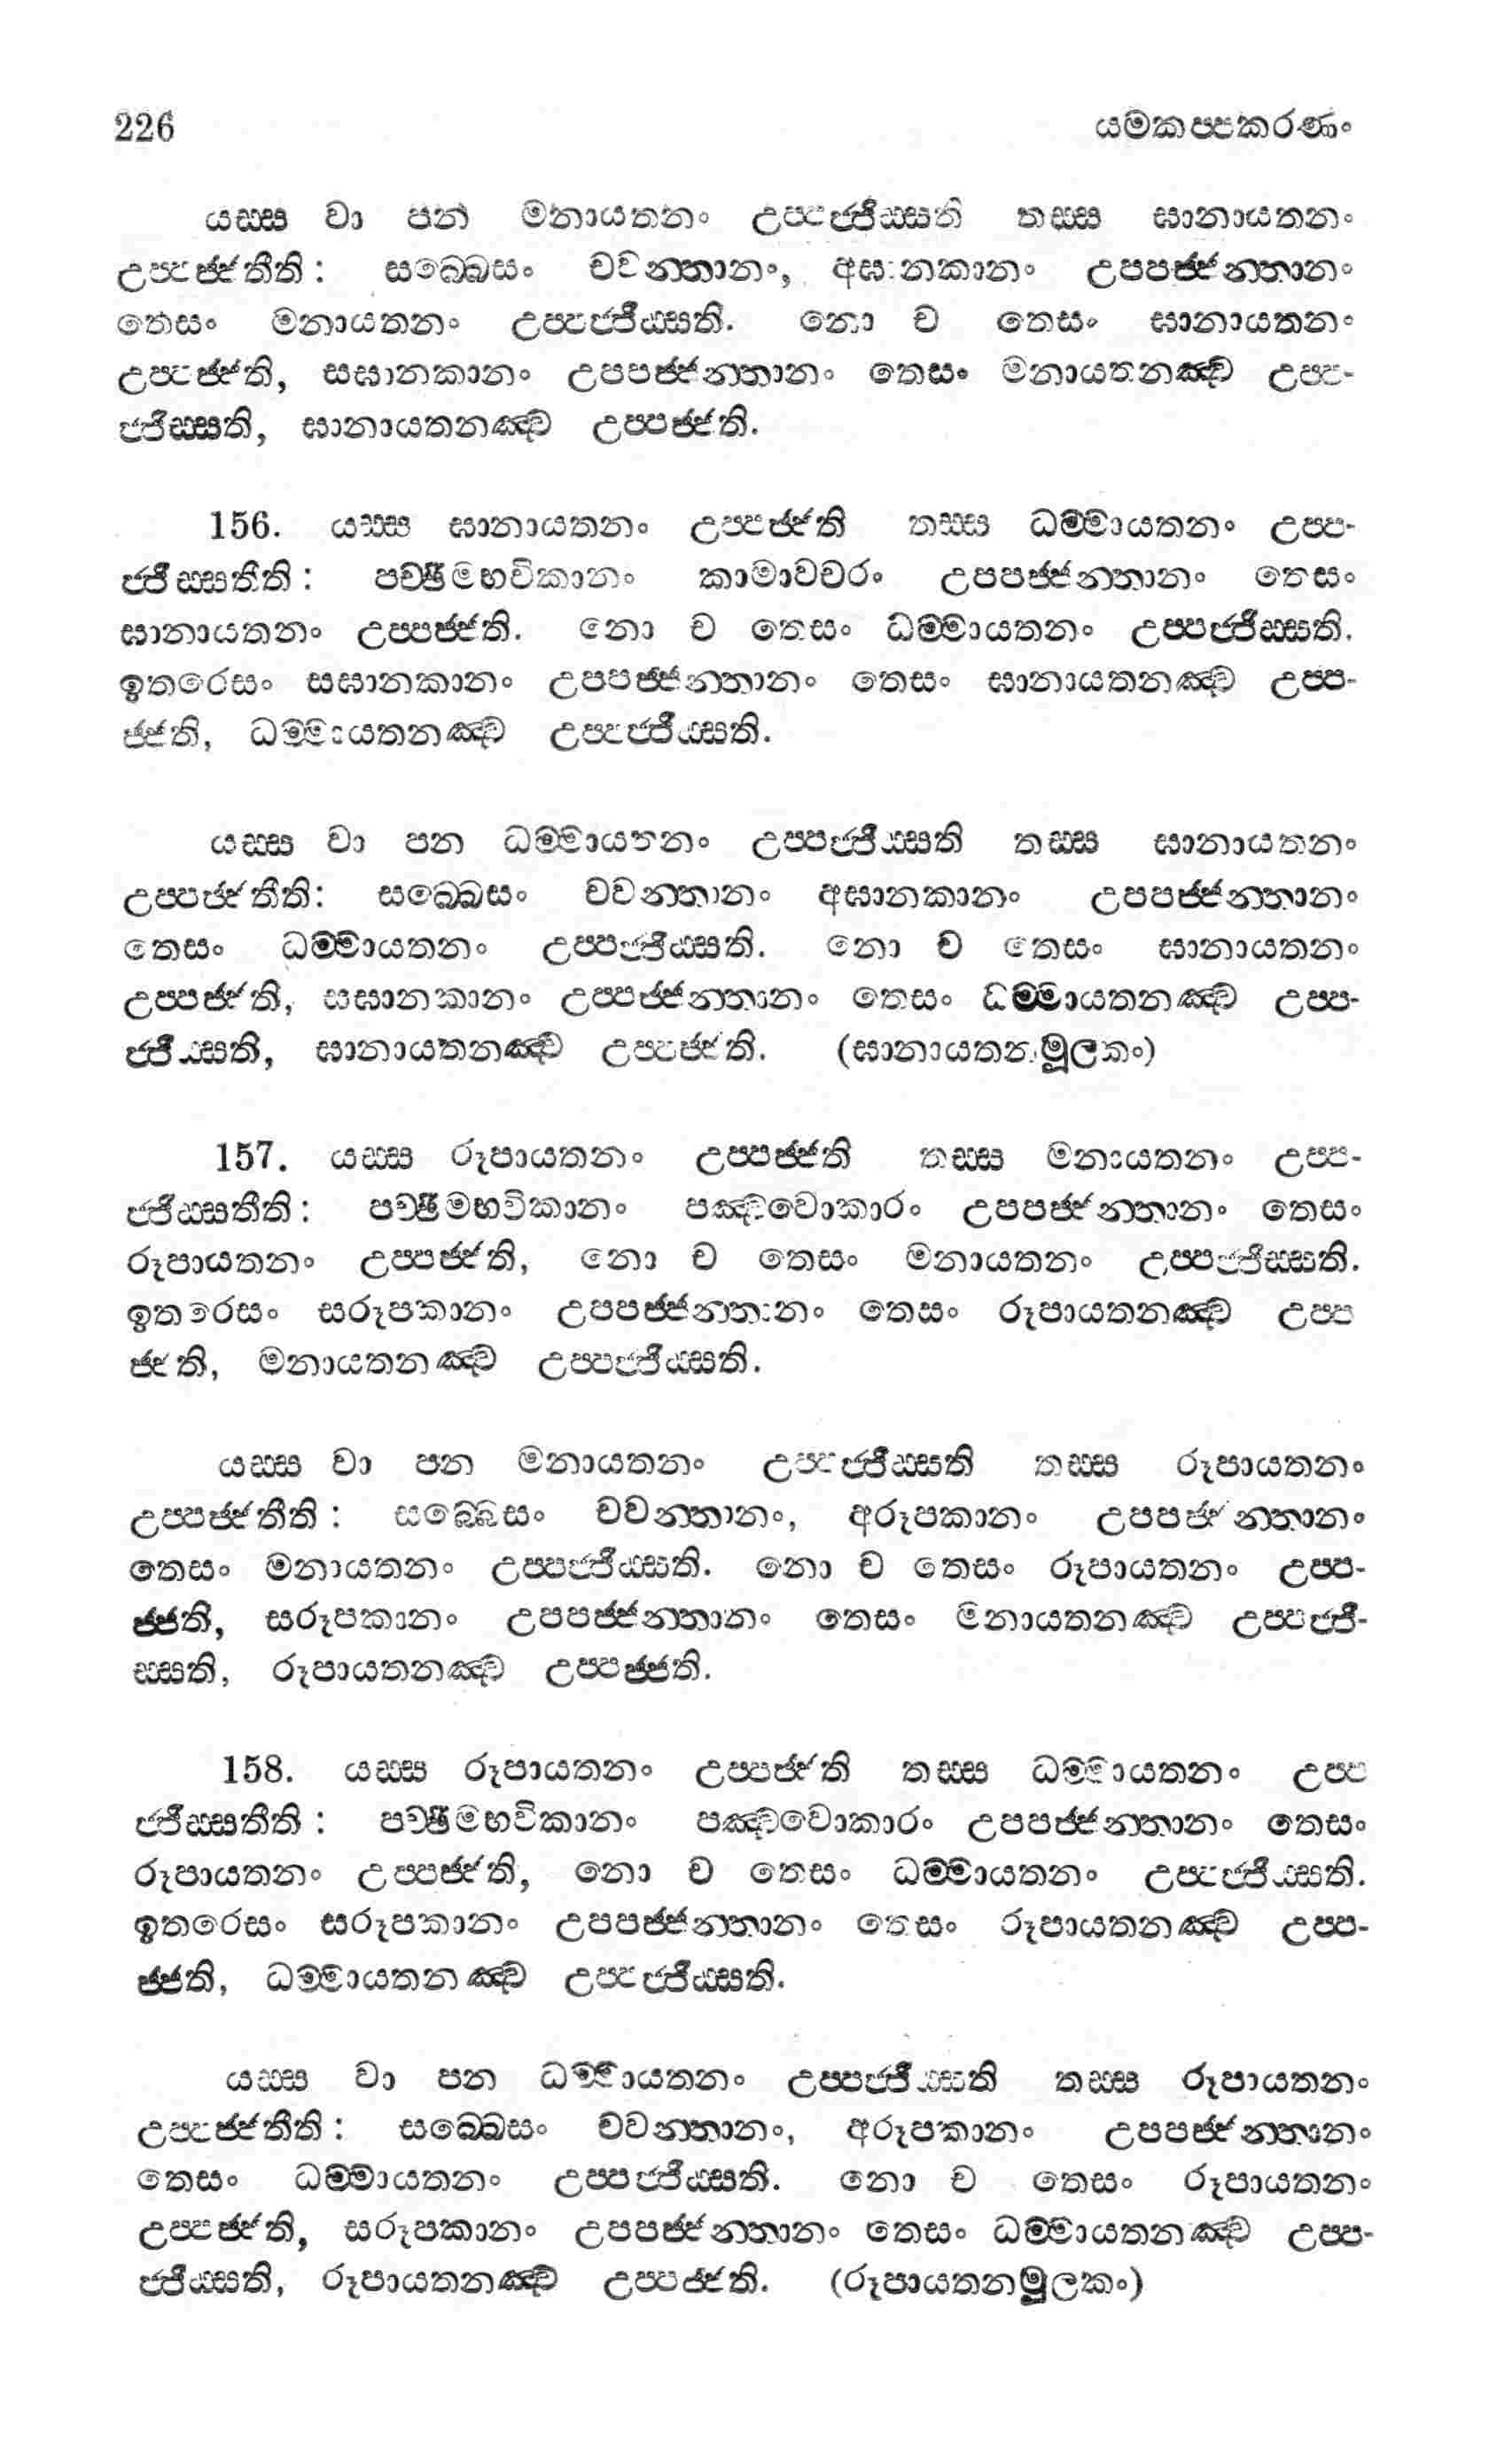 226 යමකප්පකරණං
යස්ස වා පන මනායතනං උප්පජ්ජිස්සති තස්ස ඝානායතනං
උප්පජ්ජතීති: සබ්බෙසං චවන්තානං, අඝානකානං උපපජ්ජන්තානං
තෙසං මනායතනං උප්පජ්ජිස්සති. නො ච තෙසං ඝානායතනං
උප්පජ්ජති, සඝානකානං උපපජ්ජන්තානං තෙසං මනායතනඤ්ච උප්ප-
ජ්ජිස්සති, ඝානායතනඤ්ච උප්පජ්ජති.
156. යස්ස ඝානායතනං උප්පජ්ජති තස්ස ධම්මායතනං උප්ප-
ජ්ජිස්සතීති: පච්ඡිමභවිකානං කාමාවචරං උපපජ්ජන්තානං තෙසං
ඝානායතනං උප්පජ්ජති. නො ච තෙසං ධම්මායතනං උප්පජ්ජිස්සති.
ඉතරෙසං සඝානකානං උපපජ්ජන්තානං තෙසං ඝානායතනඤ්ච උප්ප-
ජ්ජති, ධම්මායතනඤ්ච උප්පජ්ජිස්සති.
යස්ස වා පන ධම්මායතනං උප්පජ්ජිස්සති තස්ස ඝානායතනං
උප්පජ්ජතීති: සබ්බෙසං චවන්තානං අඝානකානං උපපජ්ජන්තානං
තෙසං ධම්මායතනං උප්පජ්ජිස්සති. නො ච තෙසං ඝානායතනං
උප්පජ්ජති, සඝානකානං උප්පජ්ජන්තානං තෙසං ධම්මායතනඤ්ච උප්ප-
ජ්ජිස්සති, ඝානායතනඤ්ච උප්පජ්ජති. (ඝානායතනමූලකං)
157. යස්ස රූපායතනං උප්පජ්ජති තස්ස මනායතනං උප්ප-
ජ්ජිස්සතීති: පච්ඡිමභවිකානං පඤ්චවොකාරං උපපජ්ජන්තානං තෙසං
රූපායතනං උප්පජ්ජති, නො ච තෙසං මනායතනං උප්පජ්ජිස්සති.
ඉතරෙසං සරූපකානං උපපජ්ජන්තානං තෙසං රූපායතනඤ්ච උප්ප
ජ්ජති, මනායතනඤ්ච උප්පජ්ජිස්සති.
යස්ස වා පන මනායතනං උප්පජ්ජිස්සති තස්ස රූපායතනං
උප්පජ්ජතීති: සබ්බෙසං චවන්තානං, අරූපකානං උපපජ්ජන්තානං
තෙසං මනායතනං උප්පජ්ජිස්සති. නො ච තෙසං රූපායතනං උප්ප-
ජ්ජති, සරූපකානං උපපජ්ජන්තානං තෙසං මනායතනඤ්ච උප්පජ්ජි-
ස්සති, රූපායතනඤ්ච උප්පජ්ජති.
158. යස්ස රූපායතනං උප්පජ්ජති තස්ස ධම්මායතනං උප්ප
ජ්ජිස්සතීති: පච්ඡිමභවිකානං පඤ්චවොකාරං උපපජ්ජන්තානං තෙසං
රූපායතනං උප්පජ්ජති, නො ච තෙසං ධම්මායතනං උප්පජ්ජිස්සති.
ඉතරෙසං සරූපකානං උපපජ්ජන්තානං තෙසං රූපායතනඤ්ච උප්ප-
ජ්ජති, ධම්මායතනඤ්ච උප්පජ්ජිස්සති.
යස්ස වා පන ධම්මායතනං උප්පජ්ජිස්සති තස්ස රූපායතනං
උප්පජ්ජතීති: සබ්බෙසං චවන්තානං, අරූපකානං උපපජ්ජන්තානං
තෙසං ධම්මායතනං උප්පජ්ජිස්සති. නො ච තෙසං රූපායතනං
උප්පජ්ජති, සරූපකානං උපපජ්ජන්තානං තෙසං ධම්මායතනඤ්ච උප්ප-
ජ්ජිස්සති, රූපායතනඤ්ච උප්පජ්ජති. (රූපායතනමූලකං)